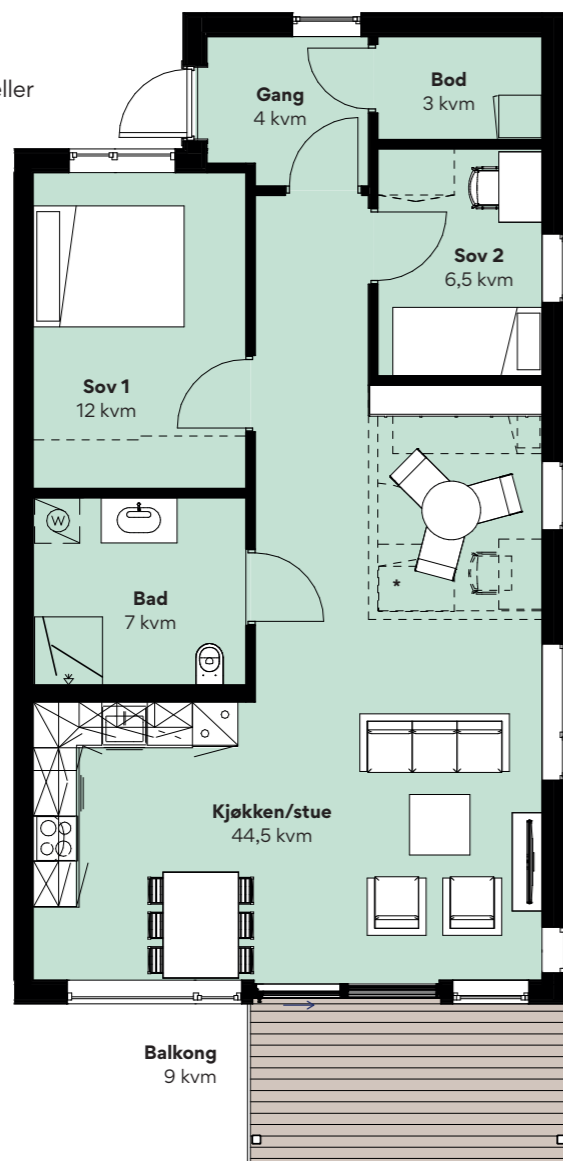 eller
Gang
4 kvm
Bod
3 kvm
Sov 2
6,5 kvm
Sov 1
12 kvm
W
Bad
7 kvm
*
Kjøkken/stue
44,5 kvm
Balkong
9 kvm